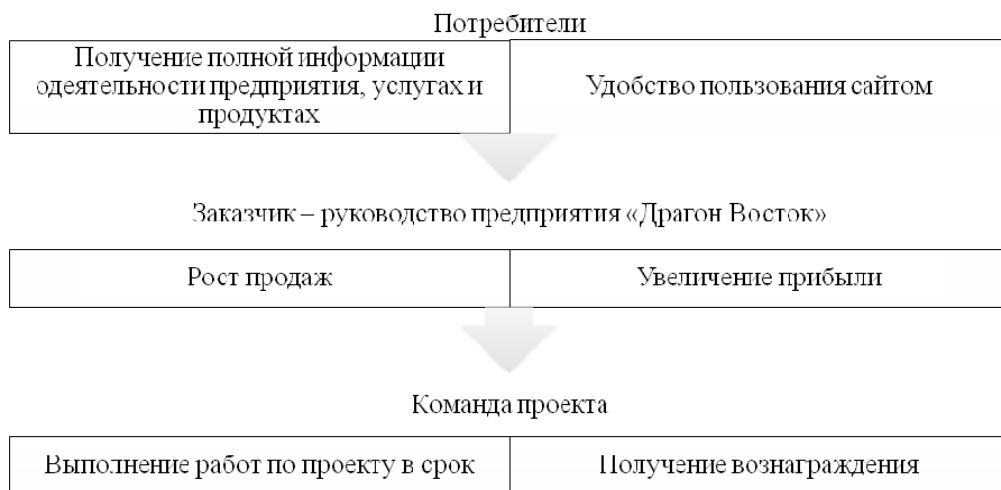 Потребители
Получение полной информации
одеятельности предприятия, услугах и
продуктах
Удобство пользования сайтом
Заказчик – руководство предприятия «Драгон Восток»
Рост продаж
Увеличение прибыли
Команда проекта
Выполнение работ по проекту в срок
Получение вознаграждения